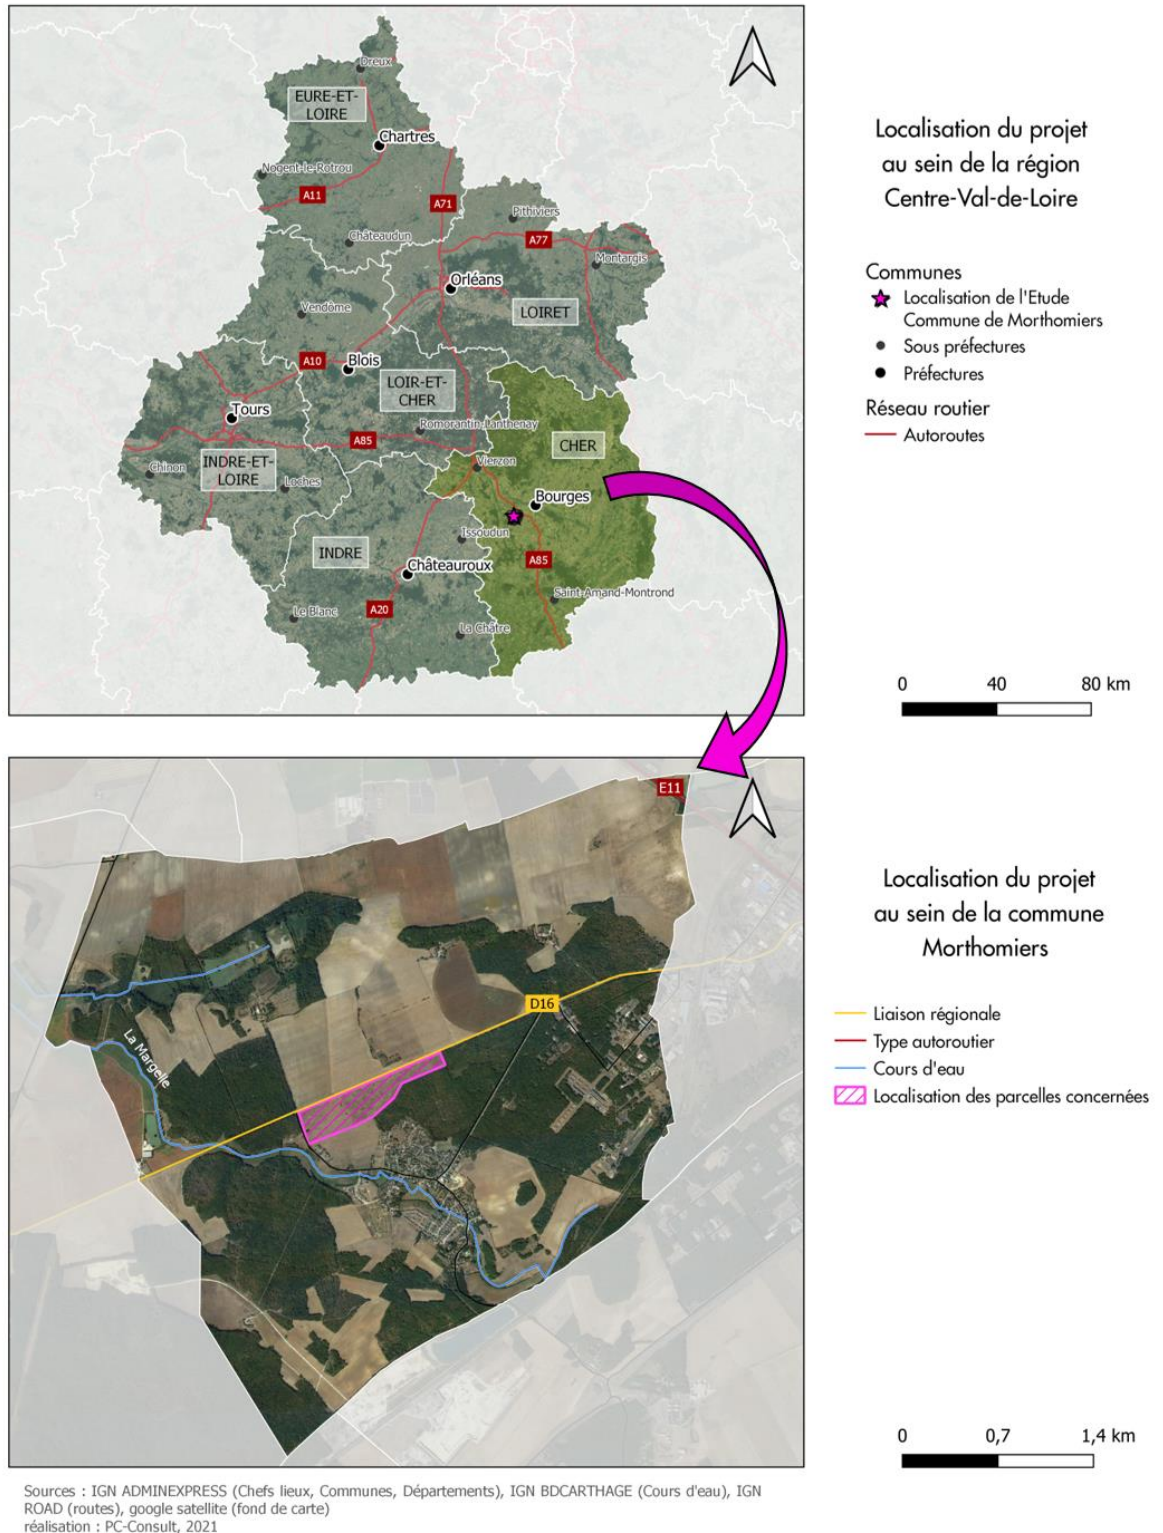 Dreux
EURE-ET-
LOIRE
Chartres
Nogent-le-Rotrou
A11
A71
Pithiviers
Châteaudun
A77
Montargis
Orléans
Vendôme
LOIRET
A10
Blois
LOIR-ET-
CHER
Tours
Romorantin-Lanthenay
A85
CHER
Chinon
INDRE-ET-
LOIRE
Vierzon
Loches
Bourges
Issoudun
INDRE
Châteauroux
A85
Saint-Amand-Montrond
Le Blanc
A20
La Châtre
Localisation du projet
au sein de la région
Centre-Val-de-Loire
Communes
Localisation de l'Etude
Commune de Morthomiers
Sous préfectures
Préfectures
Réseau routier
Autoroutes
0 40 80 km
E11
D16
La Margelle
Localisation du projet
au sein de la commune
Morthomiers
Liaison régionale
Type autoroutier
Cours d'eau
Localisation des parcelles concernées
0 0,7 1,4 km
Sources : IGN ADMINEXPRESS (Chefs lieux, Communes, Départements), IGN BDCARTHAGE (Cours d'eau), IGN
ROAD (routes), google satellite (fond de carte)
réalisation : PC-Consult, 2021